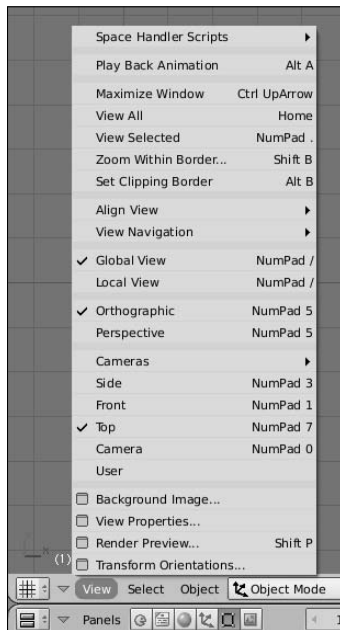 Space Handler Scripts
Play Back Animation Alt A
Maximize Window Ctrl UpArrow
View All Home
View Selected NumPad .
Zoom Within Border... Shift B
Set Clipping Border Alt B
Align View
View Navigation
Global View NumPad /
Local View NumPad /
Orthographic NumPad 5
Perspective NumPad 5
Cameras
Side NumPad 3
Front NumPad 1
Top NumPad 7
Camera NumPad 0
User
Background Image...
View Properties...
Render Preview... Shift P
Transform Orientations...
x
(1)
View Select Object Object Mode
Panels 1